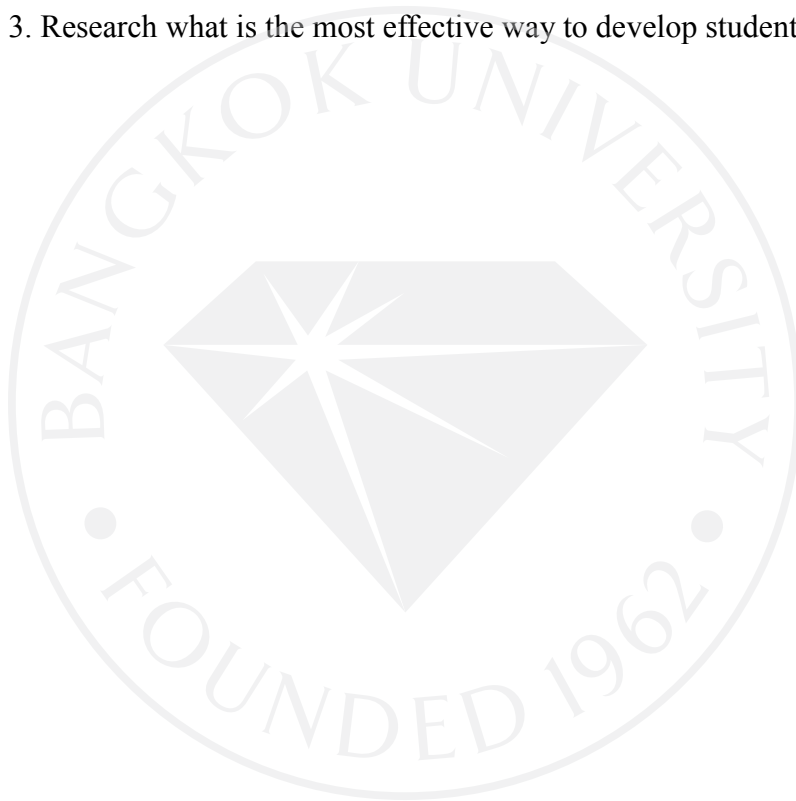 3. Research what is the most effective way to develop student
BANGKOK UNIVERSITY
FOUNDED 1962